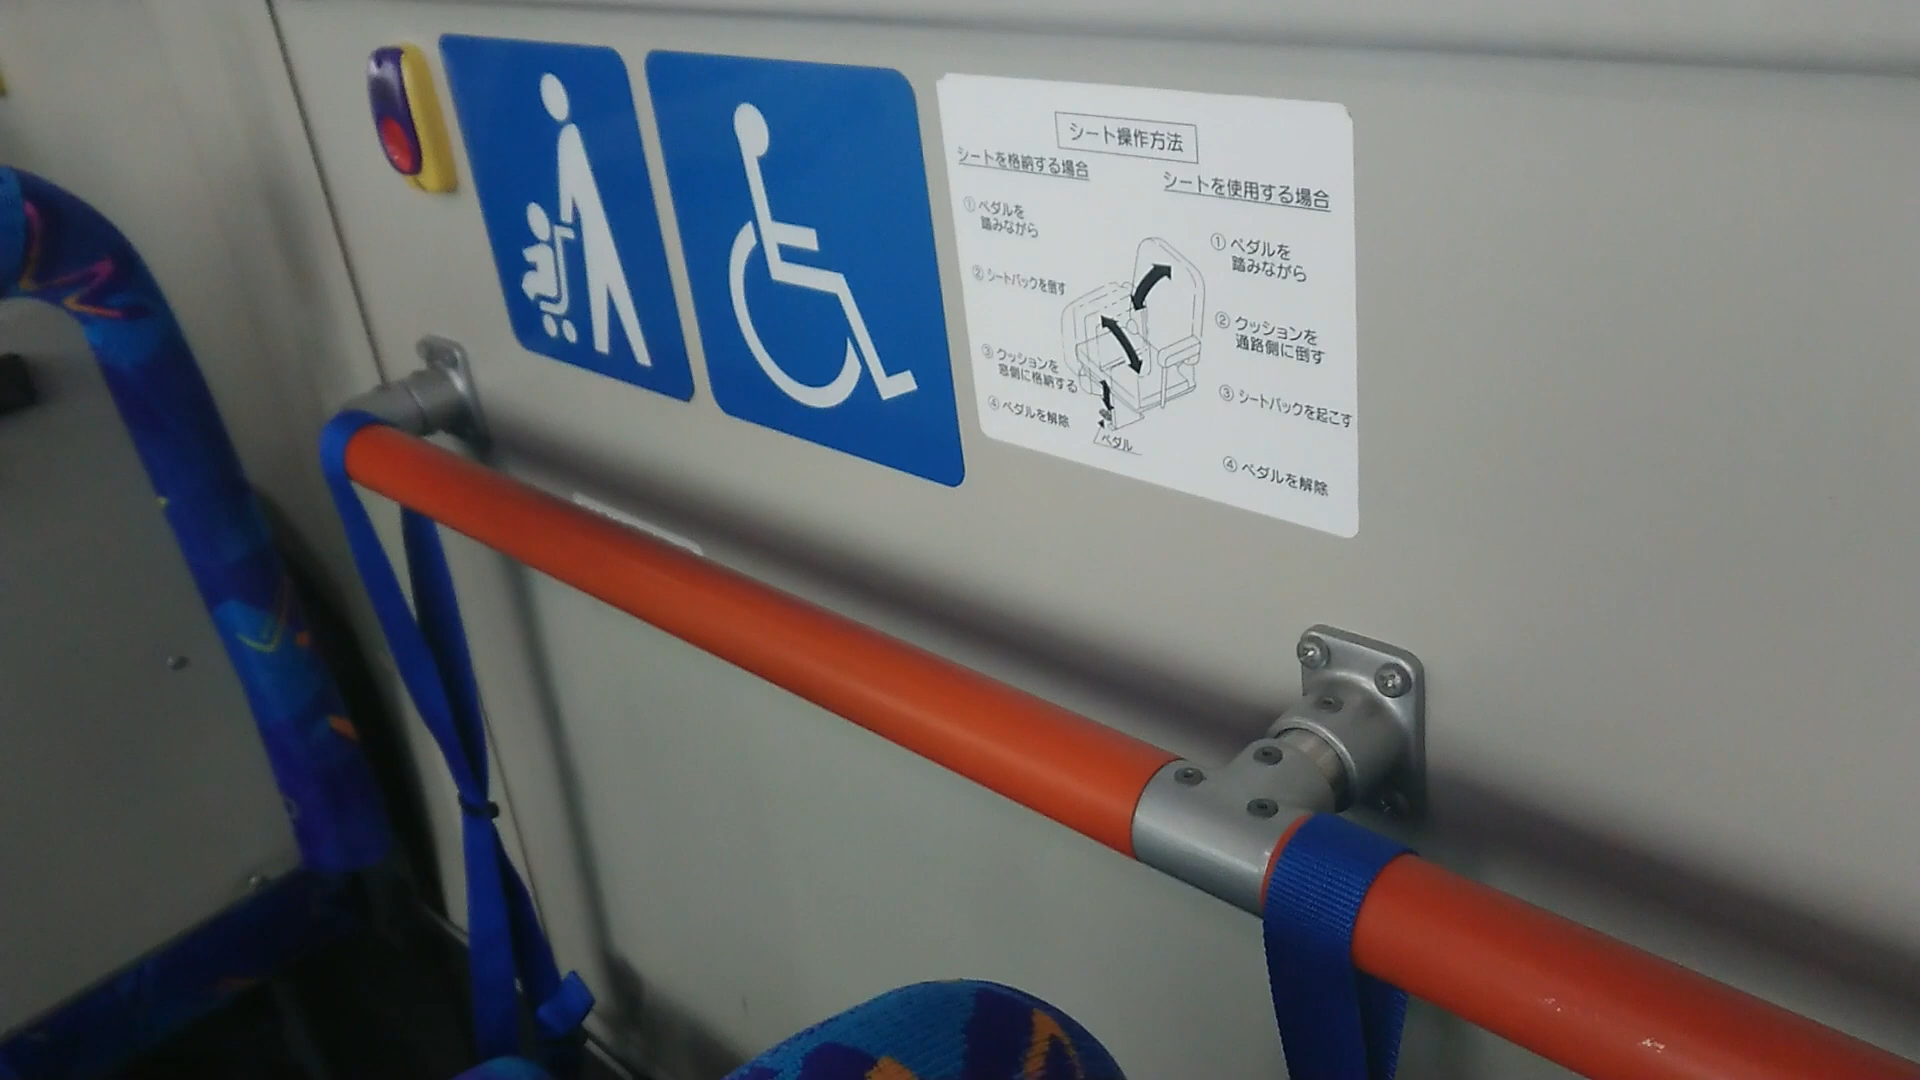 シート操作方法
シートを格納する場合
① ペダルを
踏みながら
② シートバックを倒す
③ クッションを
窓側に格納する
④ ペダルを解除
シートを使用する場合
① ペダルを
踏みながら
② クッションを
通路側に倒す
③ シートバックを起こす
④ ペダルを解除
ペダル